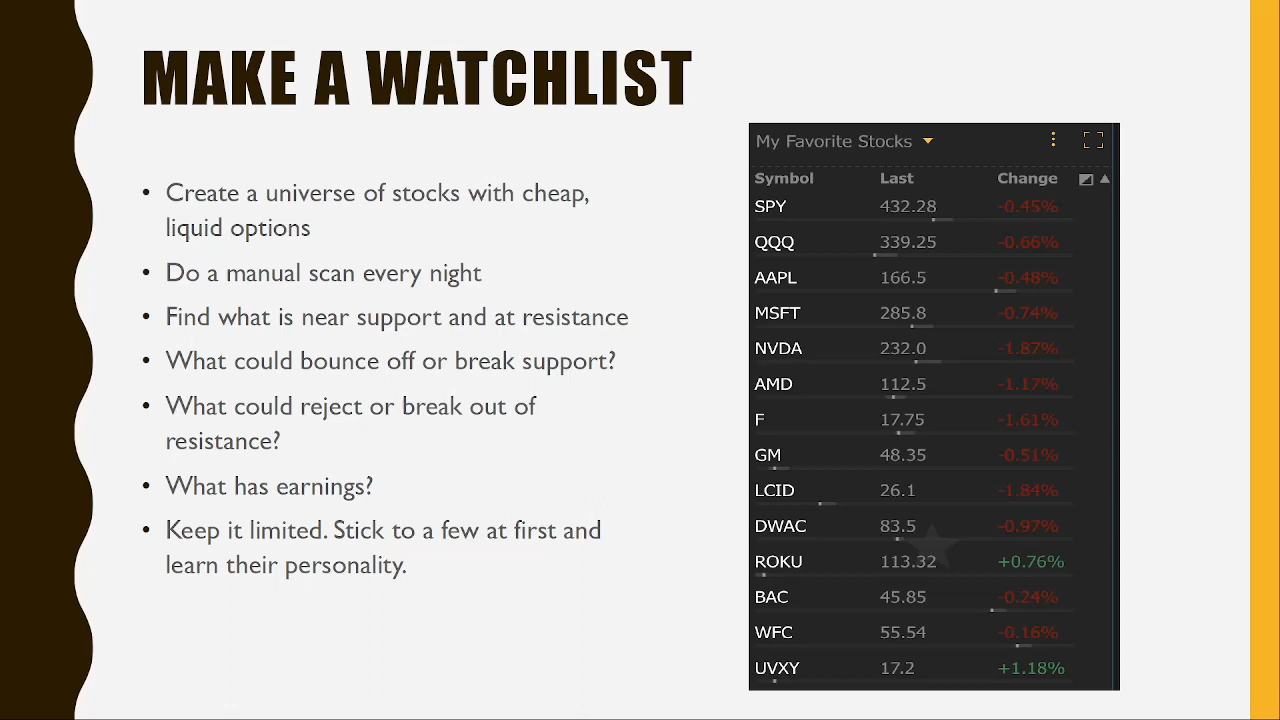 MAKE A WATCHLIST
• Create a universe of stocks with cheap,
liquid options
• Do a manual scan every night
• Find what is near support and at resistance
• What could bounce off or break support?
• What could reject or break out of
resistance?
• What has earnings?
• Keep it limited. Stick to a few at first and
learn their personality.
My Favorite Stocks
Symbol Last Change
SPY 432.28 -0.45%
QQQ 339.25 -0.66%
AAPL 166.5 -0.48%
MSFT 285.8 -0.74%
NVDA 232.0 -1.87%
AMD 112.5 -1.17%
F 17.75 -1.61%
GM 48.35 -0.51%
LCID 26.1 -1.84%
DWAC 83.5 -0.97%
ROKU 113.32 +0.76%
BAC 45.85 -0.24%
WFC 55.54 -0.16%
UVXY 17.2 +1.18%